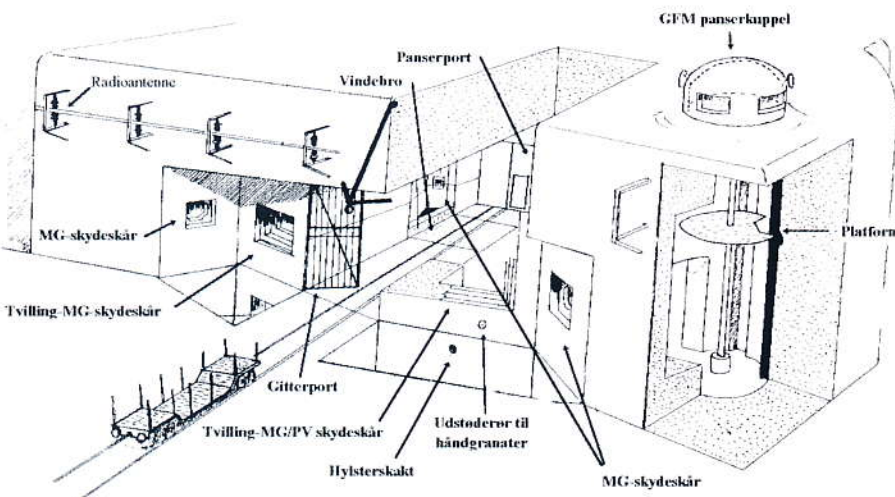 GFM panserkuppel
Panserport
Vindebro
Radioantenne
MG-skydeskår
Platform
Tvilling-MG-skydeskår
Gitterport
Tvilling-MG/PV skydeskår
Udstøderør til
håndgranater
Hylsterskakt
MG-skydeskår